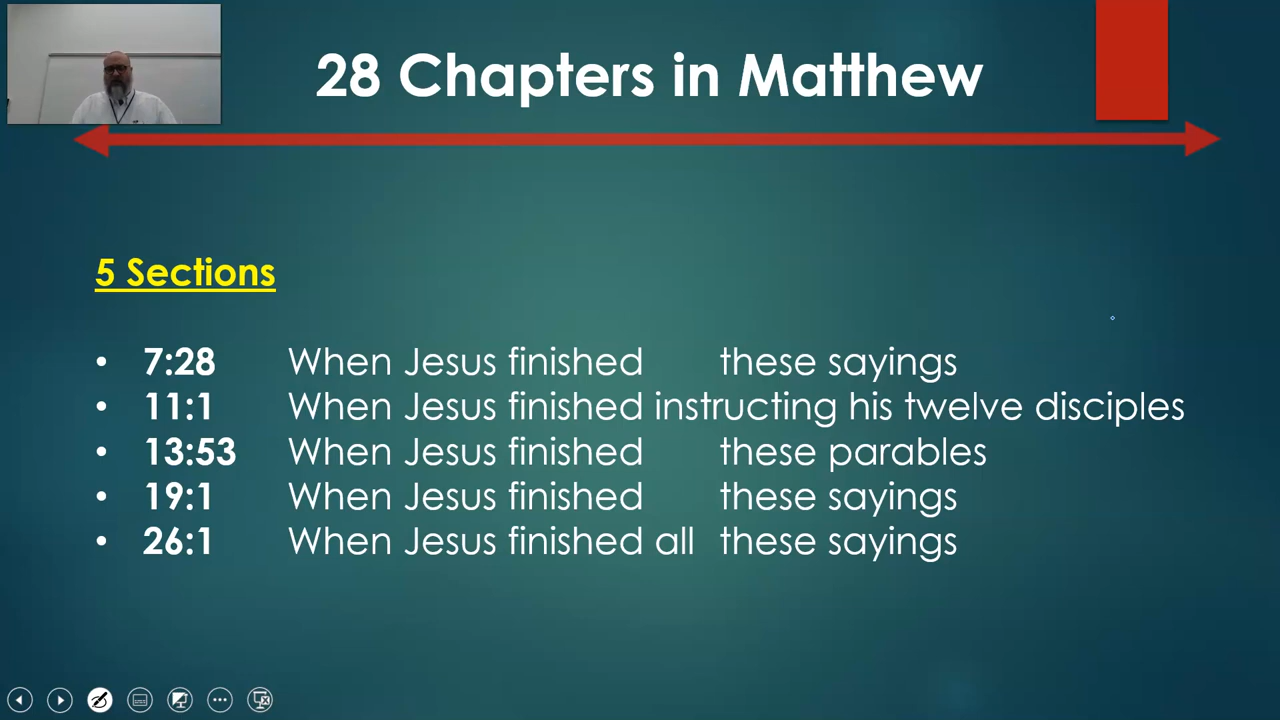 28 Chapters in Matthew
5 Sections
• 7:28 When Jesus finished these sayings
• 11:1 When Jesus finished instructing his twelve disciples
• 13:53 When Jesus finished these parables
• 19:1 When Jesus finished these sayings
• 26:1 When Jesus finished all these sayings